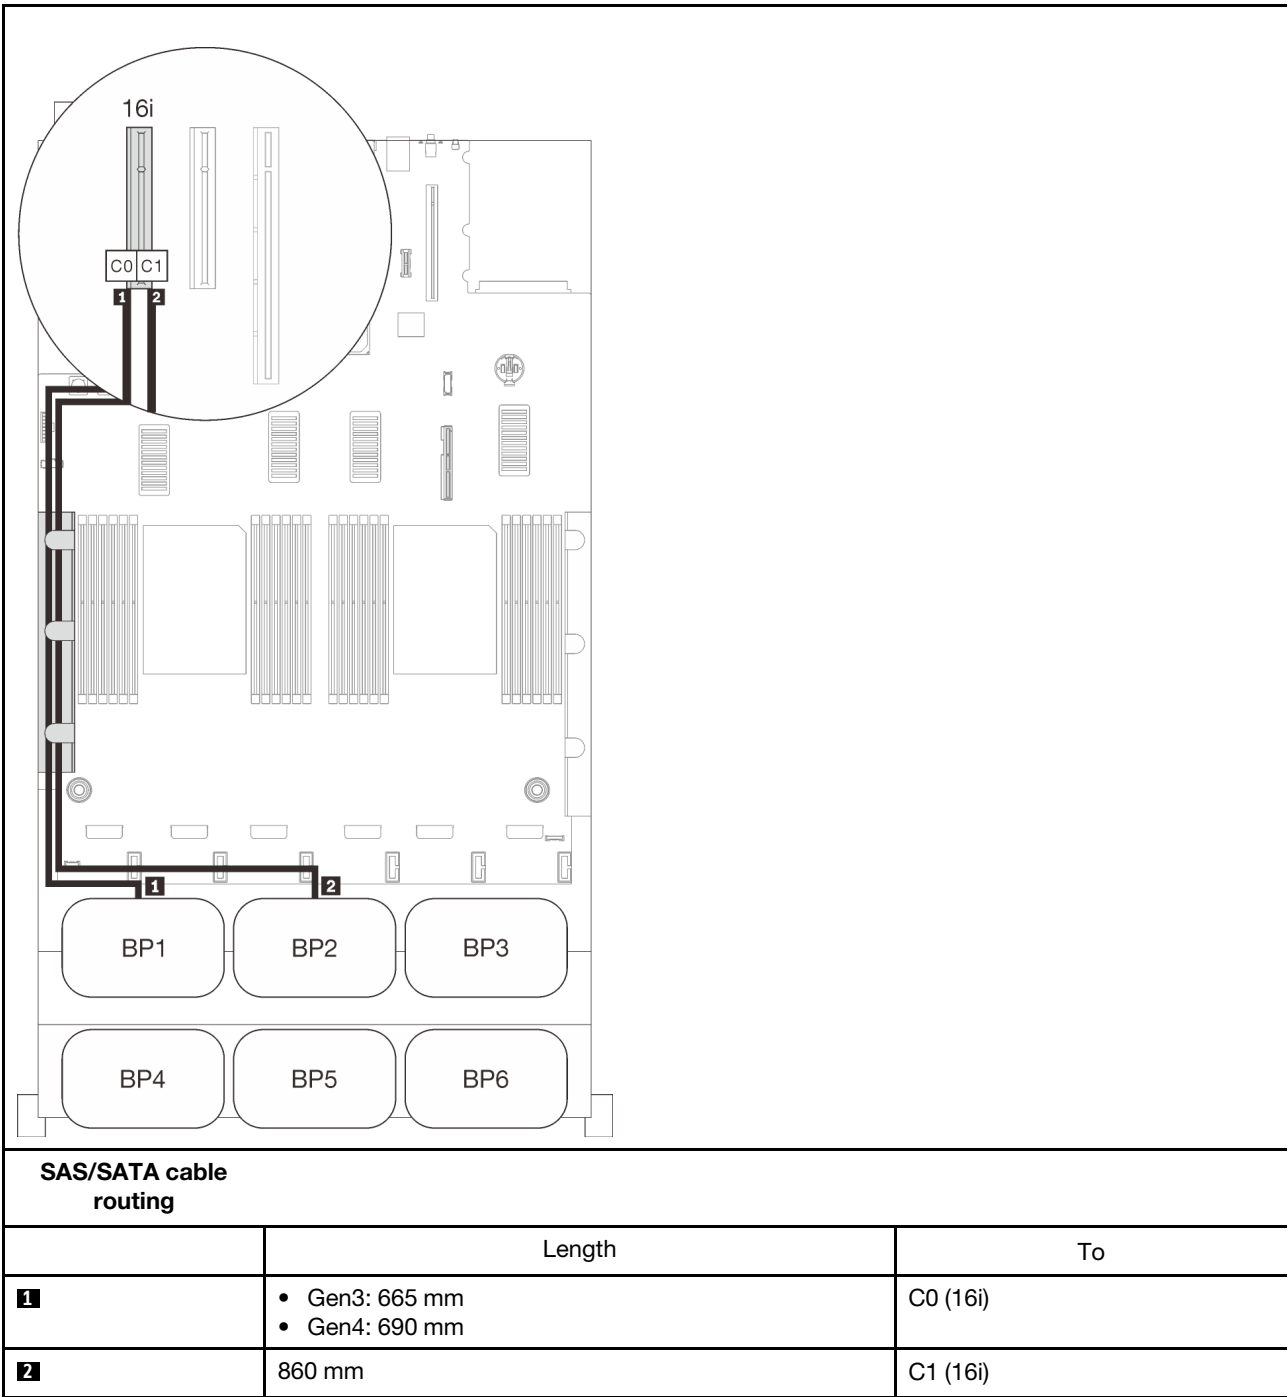 16i
C0 C1
1 2
1 2
BP1 BP2 BP3
BP4 BP5 BP6
SAS/SATA cable
routing
Length To
1 • Gen3: 665 mm C0 (16i)
• Gen4: 690 mm
2 860 mm C1 (16i)